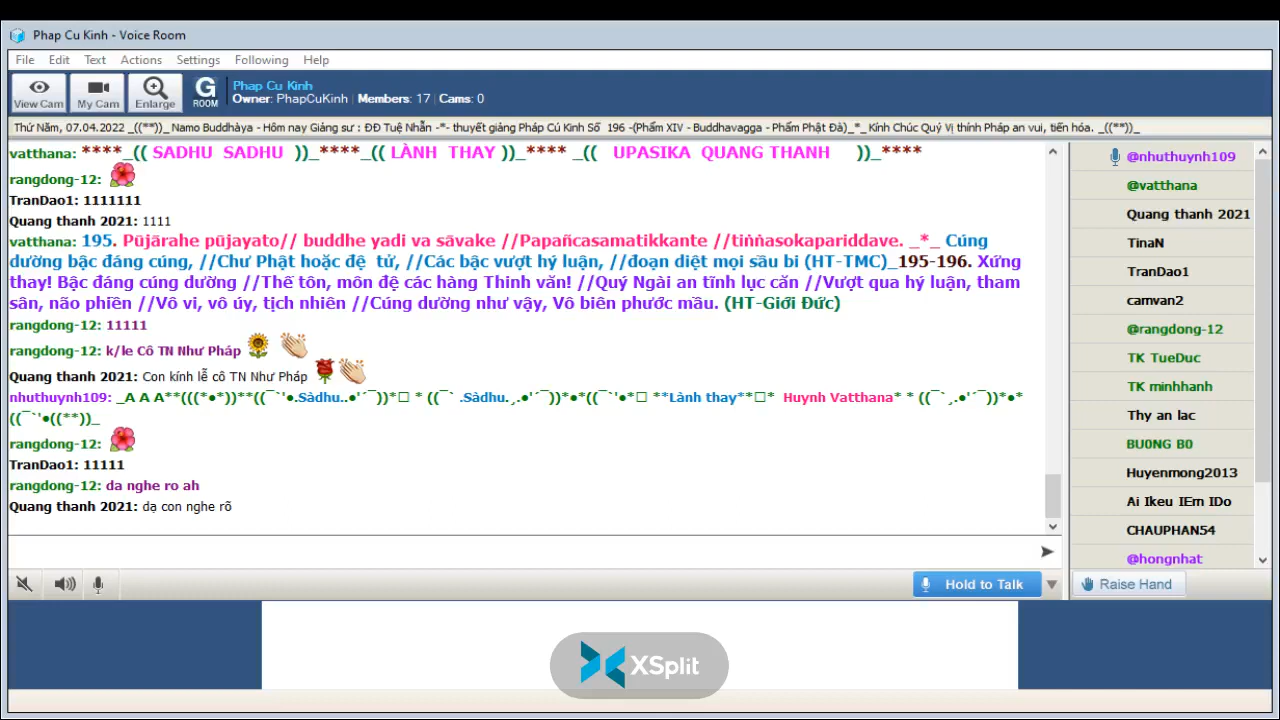 Phap Cu Kinh - Voice Room
File Edit Text Actions Settings Following Help
View Cam My Cam Enlarge G ROOM
Phap Cu Kinh
Owner: PhapCuKinh | Members: 17 | Cams: 0
Thứ Năm, 07.04.2022 _((**))_ Namo Buddhàya - Hôm nay Giảng sư : ĐĐ Tuệ Nhẫn -*- thuyết giảng Pháp Cú Kinh Số 196 -(Phẩm XIV - Buddhavagga - Phẩm Phật Đà)_*_ Kính Chúc Quý Vị thính Pháp an vui, tiến hóa. _((**))_
vatthana: ****_(( SADHU SADHU ))_****_(( LÀNH THAY ))_**** _(( UPASIKA QUANG THANH ))_****
rangdong-12:
TranDao1: 1111111
Quang thanh 2021: 1111
vatthana: 195. Pūjārahe pūjayato// buddhe yadi va sāvake //Papañcasamatikkante //tiṅṅasokapariddave. _*_ Cúng
dường bậc đáng cúng, //Chư Phật hoặc đệ tử, //Các bậc vượt hý luận, //đoạn diệt mọi sầu bi (HT-TMC)_195-196. Xứng
thay! Bậc đáng cúng dường //Thế tôn, môn đệ các hàng Thinh văn! //Quý Ngài an tĩnh lục căn //Vượt qua hý luận, tham
sân, não phiền //Vô vi, vô úy, tịch nhiên //Cúng dường như vậy, Vô biên phước mầu. (HT-Giới Đức)
rangdong-12: 11111
rangdong-12: k/le Cô TN Như Pháp
Quang thanh 2021: Con kính lễ cô TN Như Pháp
nhuthuynh109: _A A A**(((*●*))**((¯`●.Sàdhu..●'´¯))*□ * ((¯` .Sàdhu.¸.●'´¯))*●*((¯`'●*□ **Lành thay**□* Huynh Vatthana* * ((¯`¸.●'´¯))*●*
((¯`'●((**))_
rangdong-12:
TranDao1: 11111
rangdong-12: da nghe ro ah
Quang thanh 2021: dạ con nghe rõ
@nhuthuynh109
@vatthana
Quang thanh 2021
TinaN
TranDao1
camvan2
@rangdong-12
TK TueDuc
TK minhhanh
Thy an lac
BU0NG B0
Huyenmong2013
Ai Ikeu IEm IDo
CHAUPHAN54
@hongnhat
Hold to Talk
Raise Hand
XSplit